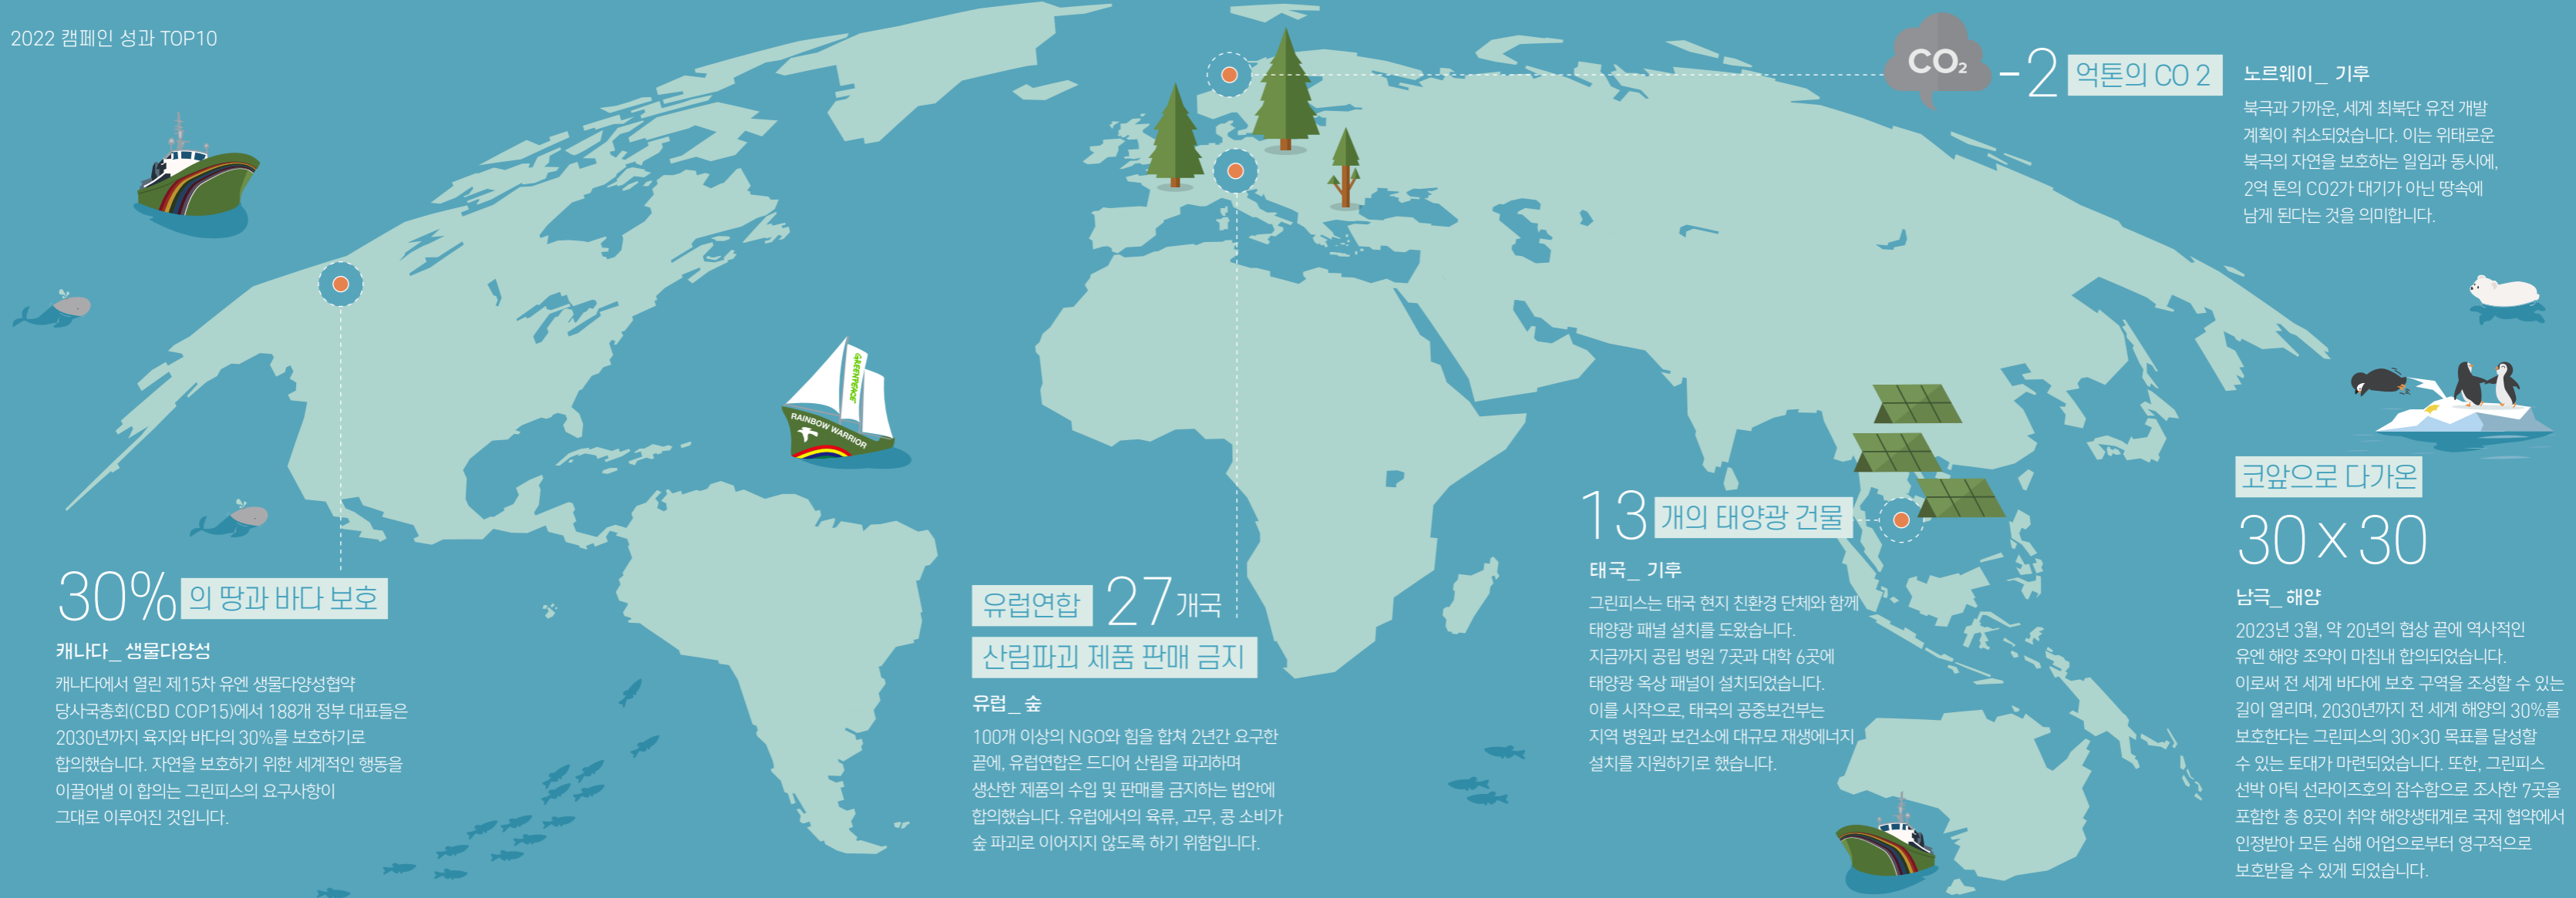 2022 캠페인 성과 TOP10
CO2
-2 억톤의 CO 2
노르웨이_ 기후
북극과 가까운, 세계 최북단 유전 개발
계획이 취소되었습니다. 이는 위태로운
북극의 자연을 보호하는 일임과 동시에,
2억 톤의 CO2가 대기가 아닌 땅속에
남게 된다는 것을 의미합니다.
GREENPEACE
RAINBOW WARRIOR
30% 의 땅과 바다 보호
캐나다_ 생물다양성
캐나다에서 열린 제15차 유엔 생물다양성협약
당사국총회(CBD COP15)에서 188개 정부 대표들은
2030년까지 육지와 바다의 30%를 보호하기로
합의했습니다. 자연을 보호하기 위한 세계적인 행동을
이끌어낼 이 합의는 그린피스의 요구사항이
그대로 이루어진 것입니다.
유럽연합 27개국
산림파괴 제품 판매 금지
유럽_ 숲
100개 이상의 NGO와 힘을 합쳐 2년간 요구한
끝에, 유럽연합은 드디어 산림을 파괴하며
생산한 제품의 수입 및 판매를 금지하는 법안에
합의했습니다. 유럽에서의 육류, 고무, 콩 소비가
숲 파괴로 이어지지 않도록 하기 위함입니다.
13 개의 태양광 건물
태국_ 기후
그린피스는 태국 현지 친환경 단체와 함께
태양광 패널 설치를 도왔습니다.
지금까지 공립 병원 7곳과 대학 6곳에
태양광 옥상 패널이 설치되었습니다.
이를 시작으로, 태국의 공중보건부는
지역 병원과 보건소에 대규모 재생에너지
설치를 지원하기로 했습니다.
코앞으로 다가온
30 x 30
남극_ 해양
2023년 3월, 약 20년의 협상 끝에 역사적인
유엔 해양 조약이 마침내 합의되었습니다.
이로써 전 세계 바다에 보호 구역을 조성할 수 있는
길이 열리며, 2030년까지 전 세계 해양의 30%를
보호한다는 그린피스의 30×30 목표를 달성할
수 있는 토대가 마련되었습니다. 또한, 그린피스
선박 아틱 선라이즈호의 잠수함으로 조사한 7곳을
포함한 총 8곳이 취약 해양생태계로 국제 협약에서
인정받아 모든 심해 어업으로부터 영구적으로
보호받을 수 있게 되었습니다.